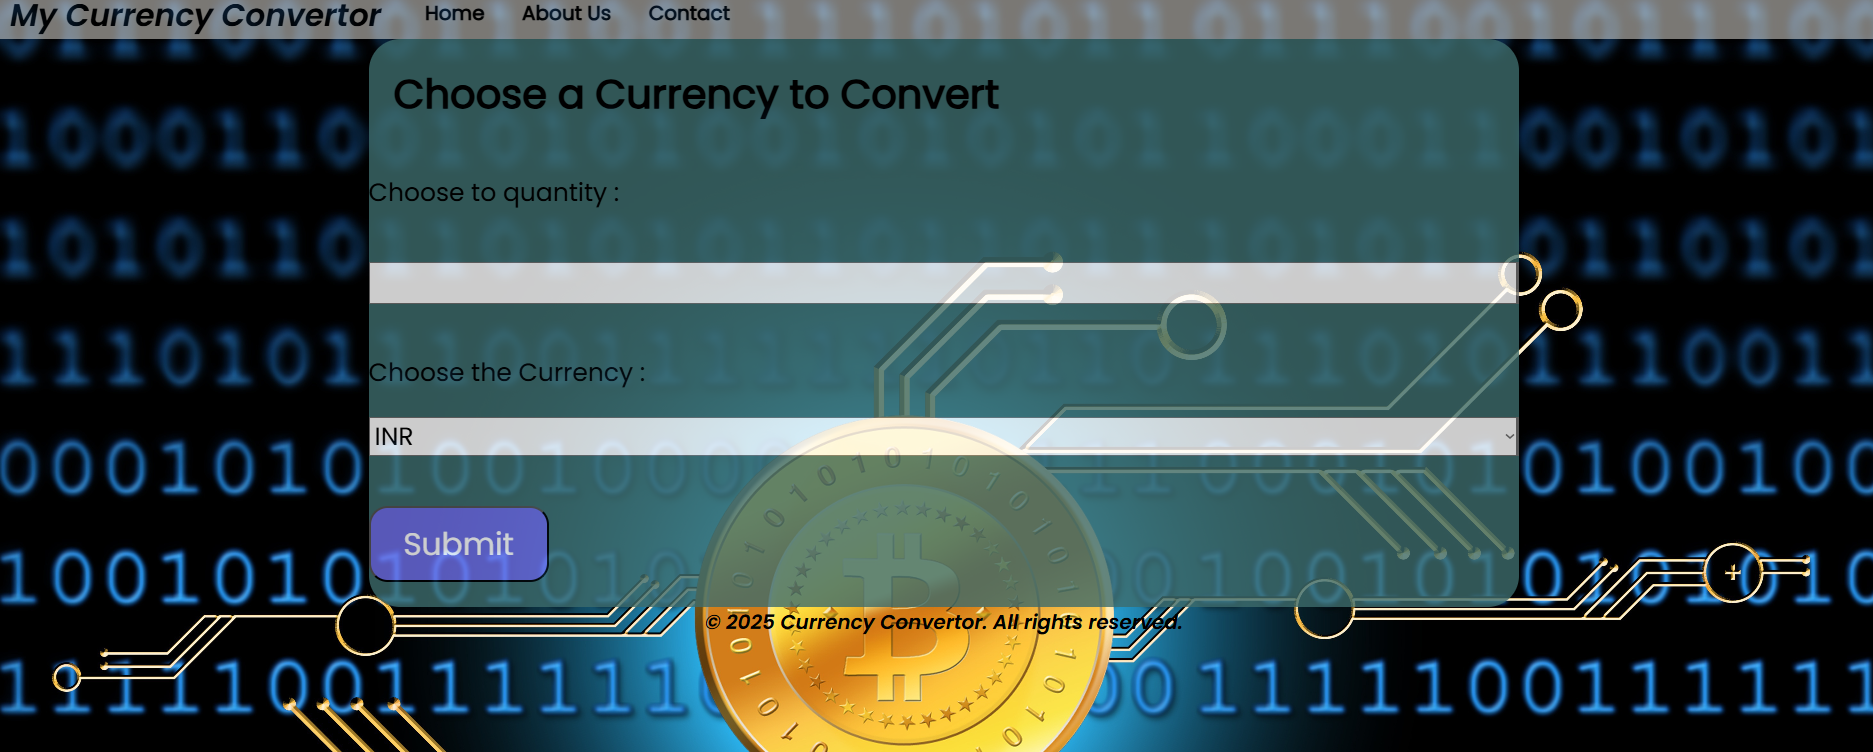 My Currency Convertor Home About Us Contact
Choose a Currency to Convert
Choose to quantity :
Choose the Currency :
INR
Submit
© 2025 Currency Convertor. All rights reserved.